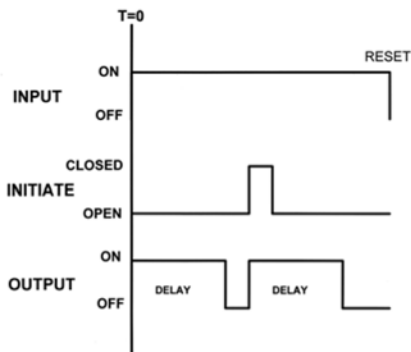 T=0
RESET
ON
INPUT
OFF
CLOSED
INITIATE
OPEN
ON
OUTPUT
DELAY DELAY
OFF